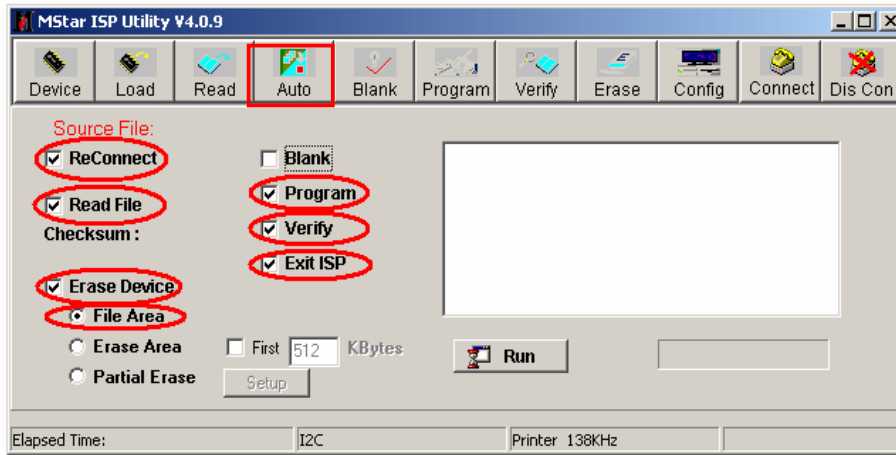 MStar ISP Utility V4.0.9
Device Load Read Auto Blank Program Verify Erase Config Connect Dis Con
Source File:
ReConnect Blank
Program
Read File
Verify
Checksum :
Exit ISP
Erase Device
File Area
Erase Area First 512 KBytes Run
Partial Erase Setup
Elapsed Time: I2C Printer 138KHz